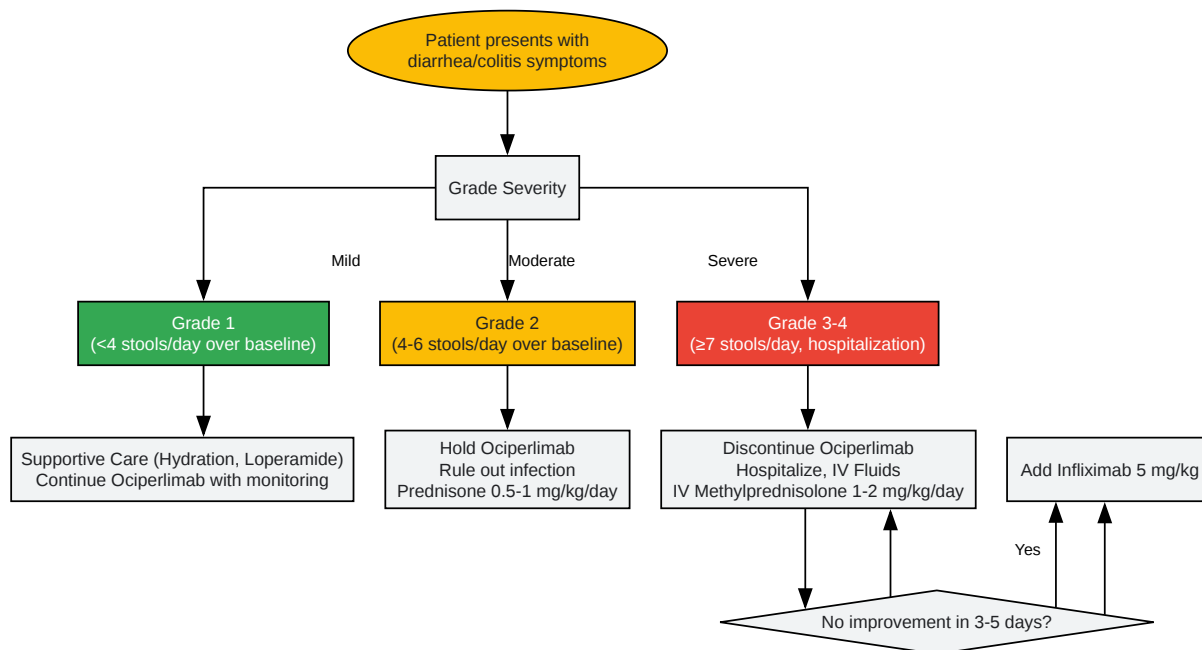 Patient presents with
diarrhea/colitis symptoms
Grade Severity
Mild
Moderate
Severe
Grade 1
(<4 stools/day over baseline)
Grade 2
(4-6 stools/day over baseline)
Grade 3-4
(≥7 stools/day, hospitalization)
Supportive Care (Hydration, Loperamide)
Continue Ociperlimab with monitoring
Hold Ociperlimab
Rule out infection
Prednisone 0.5-1 mg/kg/day
Discontinue Ociperlimab
Hospitalize, IV Fluids
IV Methylprednisolone 1-2 mg/kg/day
Add Infliximab 5 mg/kg
Yes
No improvement in 3-5 days?